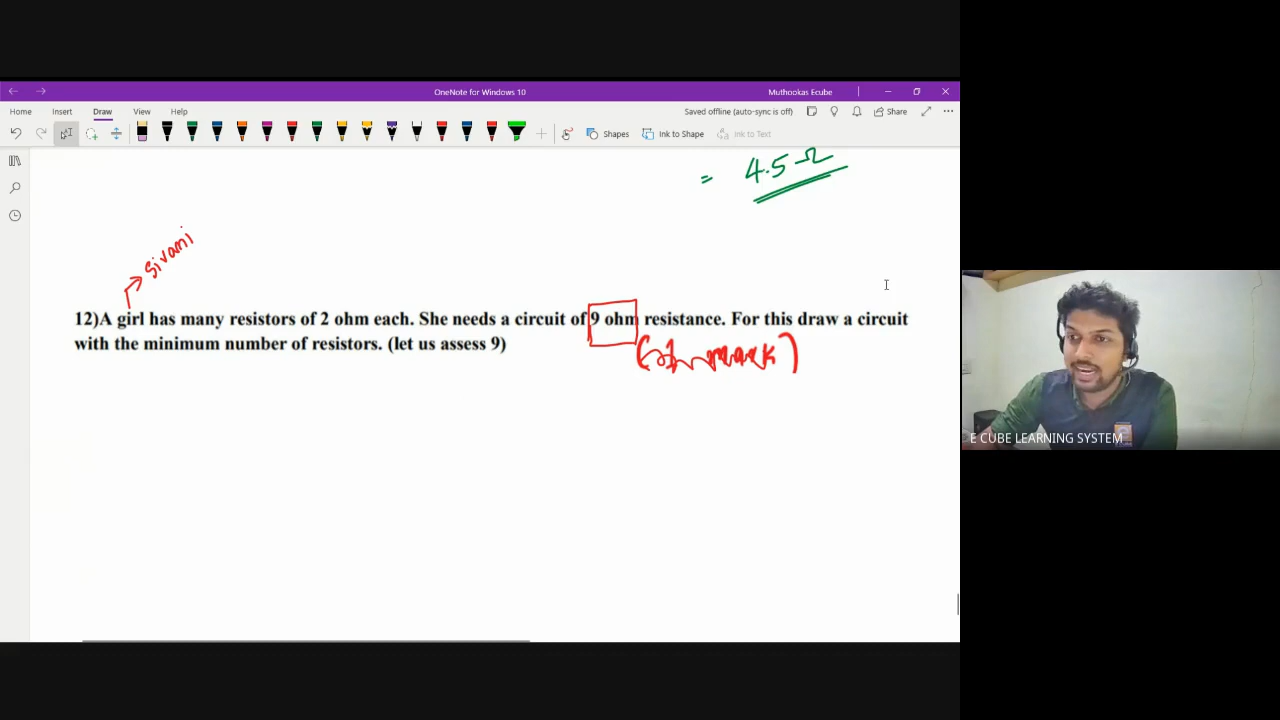 OneNote for Windows 10
Muthookas Ecube
Home Insert Draw View Help
Saved offline (auto-sync is off)
Share
Shapes
Ink to Shape
Ink to Text
= 4.5 Ω
Sivani
12)A girl has many resistors of 2 ohm each. She needs a circuit of 9 ohm resistance. For this draw a circuit
with the minimum number of resistors. (let us assess 9)
mark)
E CUBE LEARNING SYSTEM